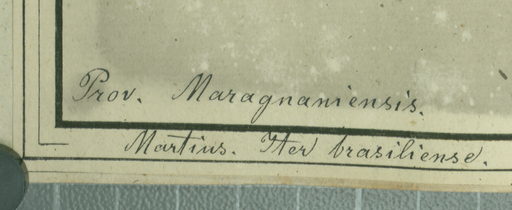 Prov. Maragnaniensis.
Martius. Iter brasiliense.